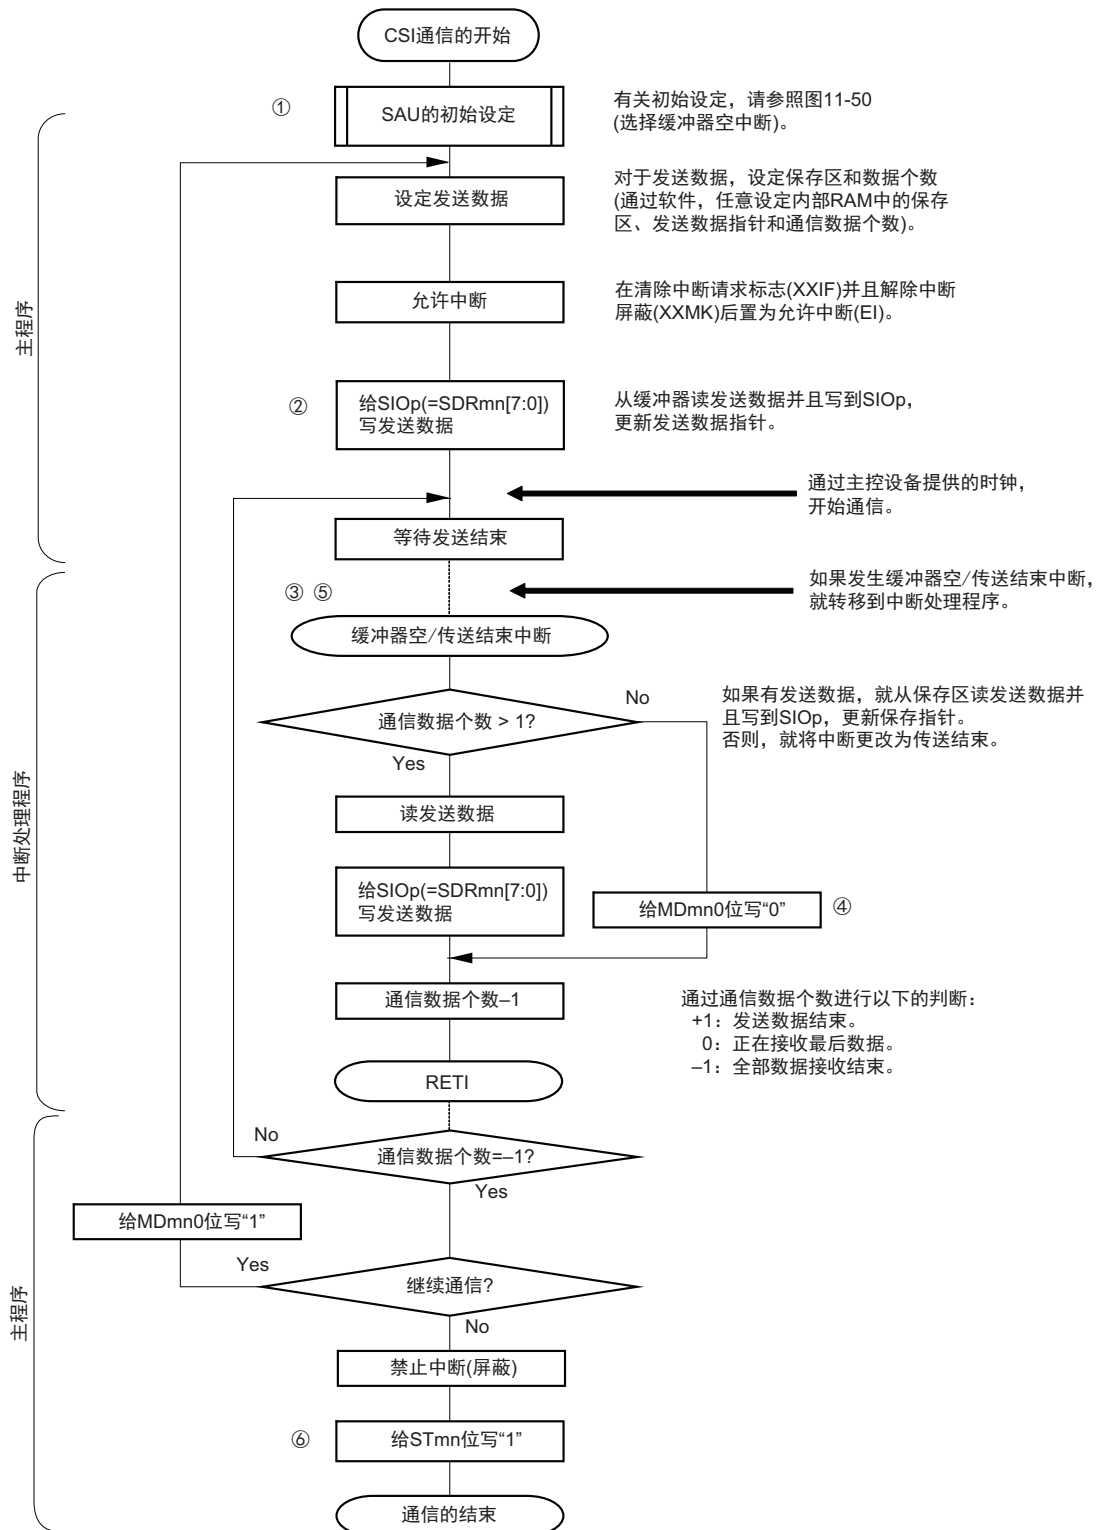 CSI通信的开始
①
SAU的初始设定
有关初始设定，请参照图11-50
(选择缓冲器空中断)。
设定发送数据
对于发送数据，设定保存区和数据个数
(通过软件，任意设定内部RAM中的保存
区、发送数据指针和通信数据个数)。
主程序
允许中断
在清除中断请求标志(XXIF)并且解除中断
屏蔽(XXMK)后置为允许中断(EI)。
②
给SIOp(=SDRmn[7:0])
写发送数据
从缓冲器读发送数据并且写到SIOp，
更新发送数据指针。
通过主控设备提供的时钟，
开始通信。
等待发送结束
③ ⑤
如果发生缓冲器空/传送结束中断，
就转移到中断处理程序。
缓冲器空/传送结束中断
中断处理程序
通信数据个数 > 1?
No
Yes
如果有发送数据，就从保存区读发送数据并
且写到SIOp，更新保存指针。
否则，就将中断更改为传送结束。
读发送数据
给SIOp(=SDRmn[7:0])
写发送数据
给MDmn0位写“0”
④
通信数据个数–1
通过通信数据个数进行以下的判断：
+1：发送数据结束。
0：正在接收最后数据。
–1：全部数据接收结束。
RETI
No
通信数据个数=–1?
Yes
给MDmn0位写“1”
Yes
继续通信?
No
主程序
禁止中断(屏蔽)
⑥
给STmn位写“1”
通信的结束